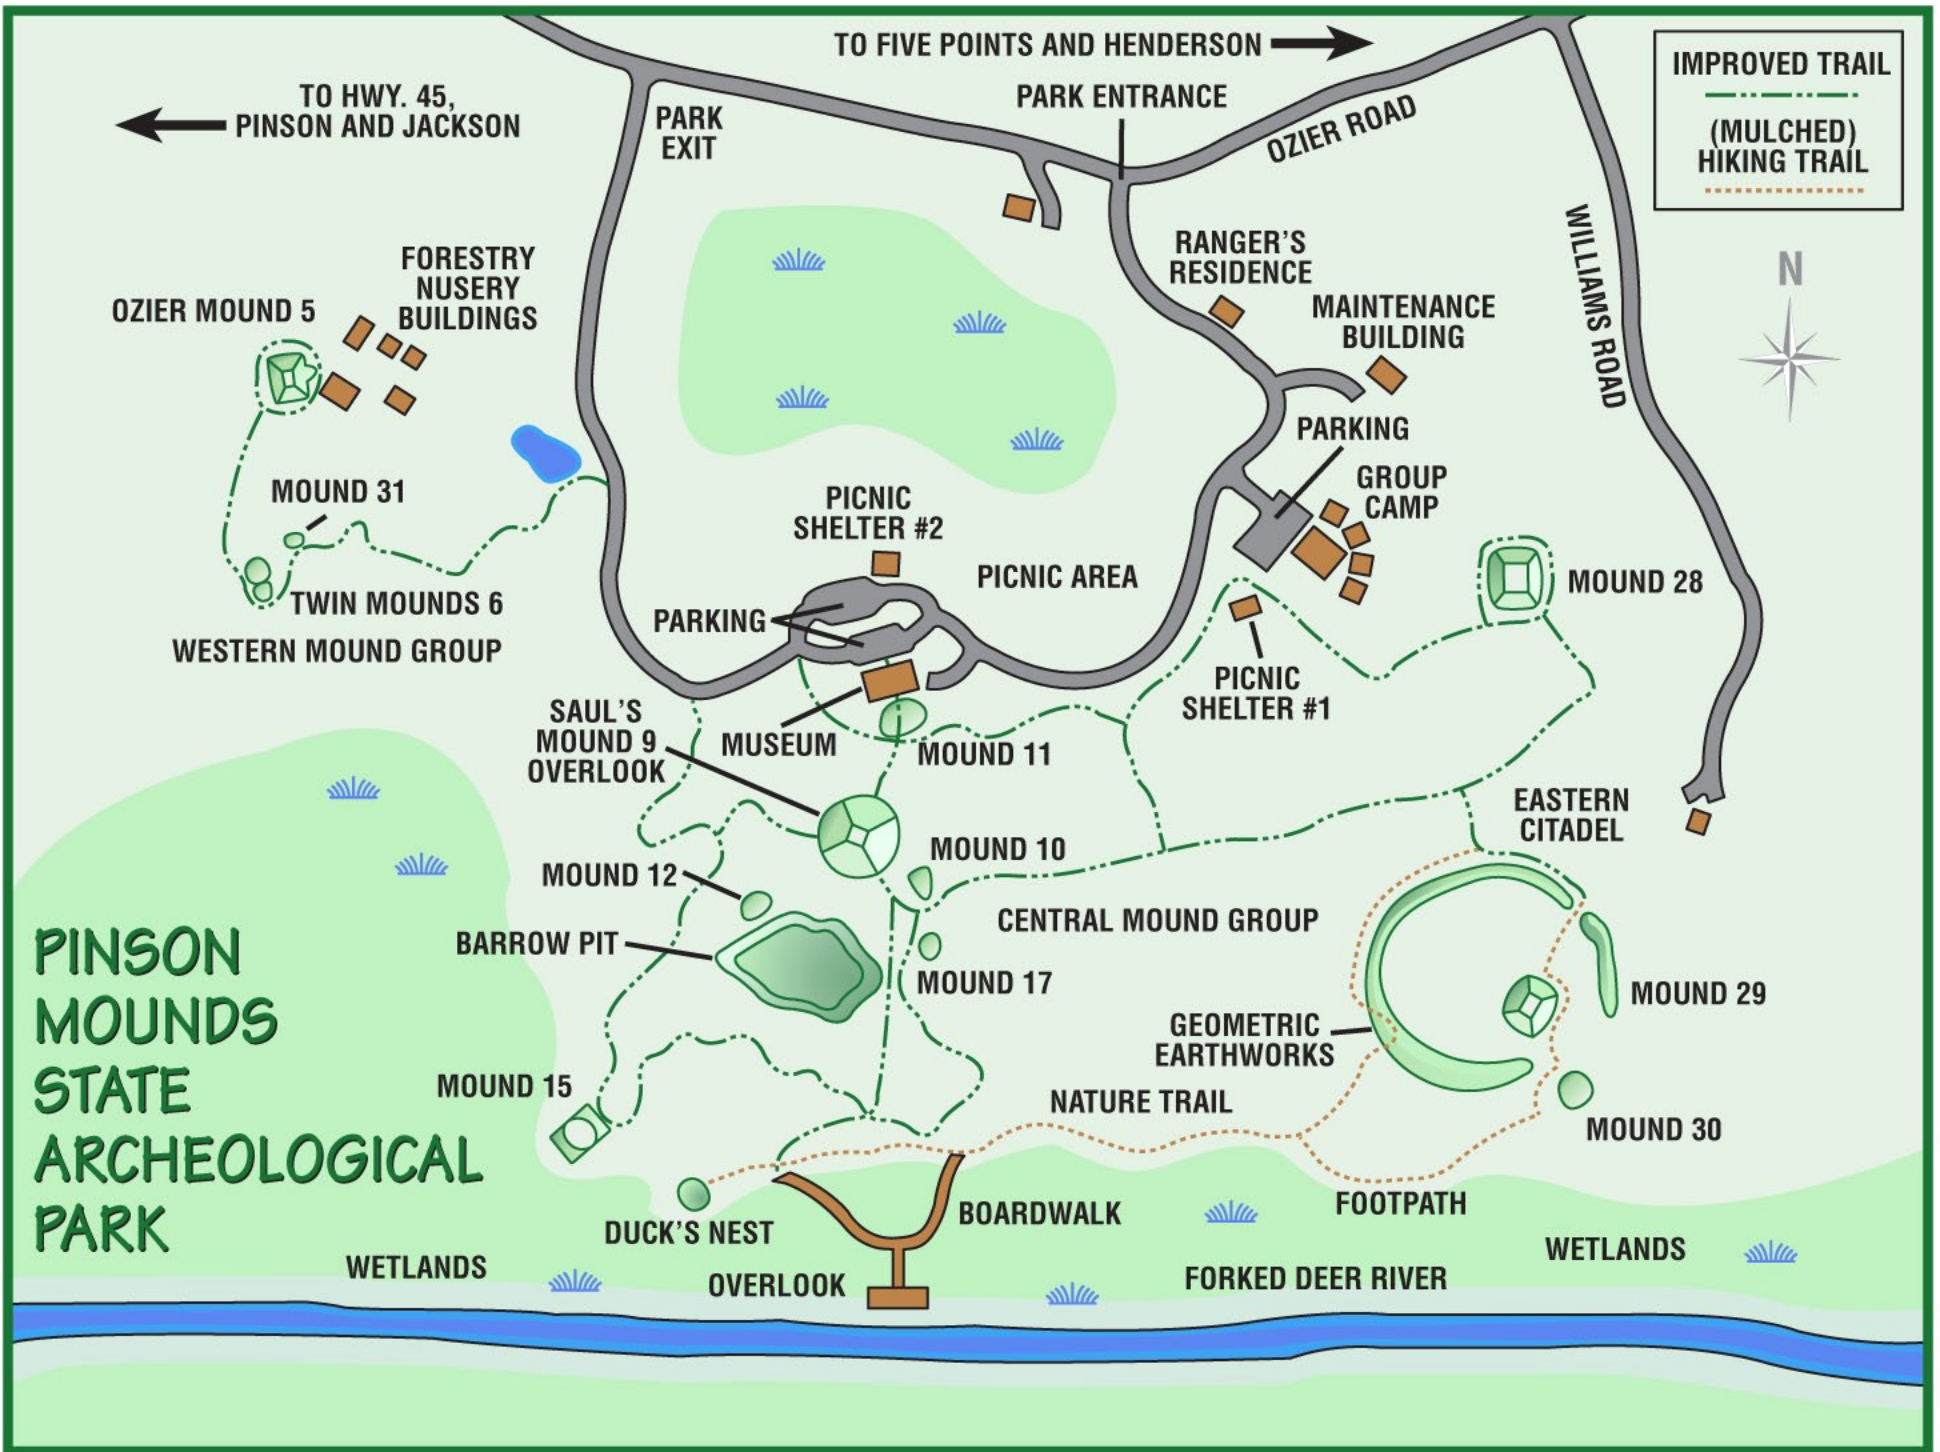 TO FIVE POINTS AND HENDERSON
TO HWY. 45,
PINSON AND JACKSON
PARK
EXIT
PARK ENTRANCE
OZIER ROAD
IMPROVED TRAIL
(MULCHED)
HIKING TRAIL
WILLIAMS ROAD
N
FORESTRY
NUSERY
BUILDINGS
OZIER MOUND 5
RANGER'S
RESIDENCE
MAINTENANCE
BUILDING
PARKING
GROUP
CAMP
MOUND 31
PICNIC
SHELTER #2
PICNIC AREA
MOUND 28
TWIN MOUNDS 6
WESTERN MOUND GROUP
PARKING
PICNIC
SHELTER #1
SAUL'S
MOUND 9
OVERLOOK
MUSEUM
MOUND 11
EASTERN
CITADEL
MOUND 10
MOUND 12
CENTRAL MOUND GROUP
BARROW PIT
MOUND 17
MOUND 29
GEOMETRIC
EARTHWORKS
PINSON
MOUNDS
STATE
ARCHEOLOGICAL
PARK
MOUND 15
NATURE TRAIL
MOUND 30
FOOTPATH
BOARDWALK
DUCK'S NEST
WETLANDS
OVERLOOK
FORKED DEER RIVER
WETLANDS